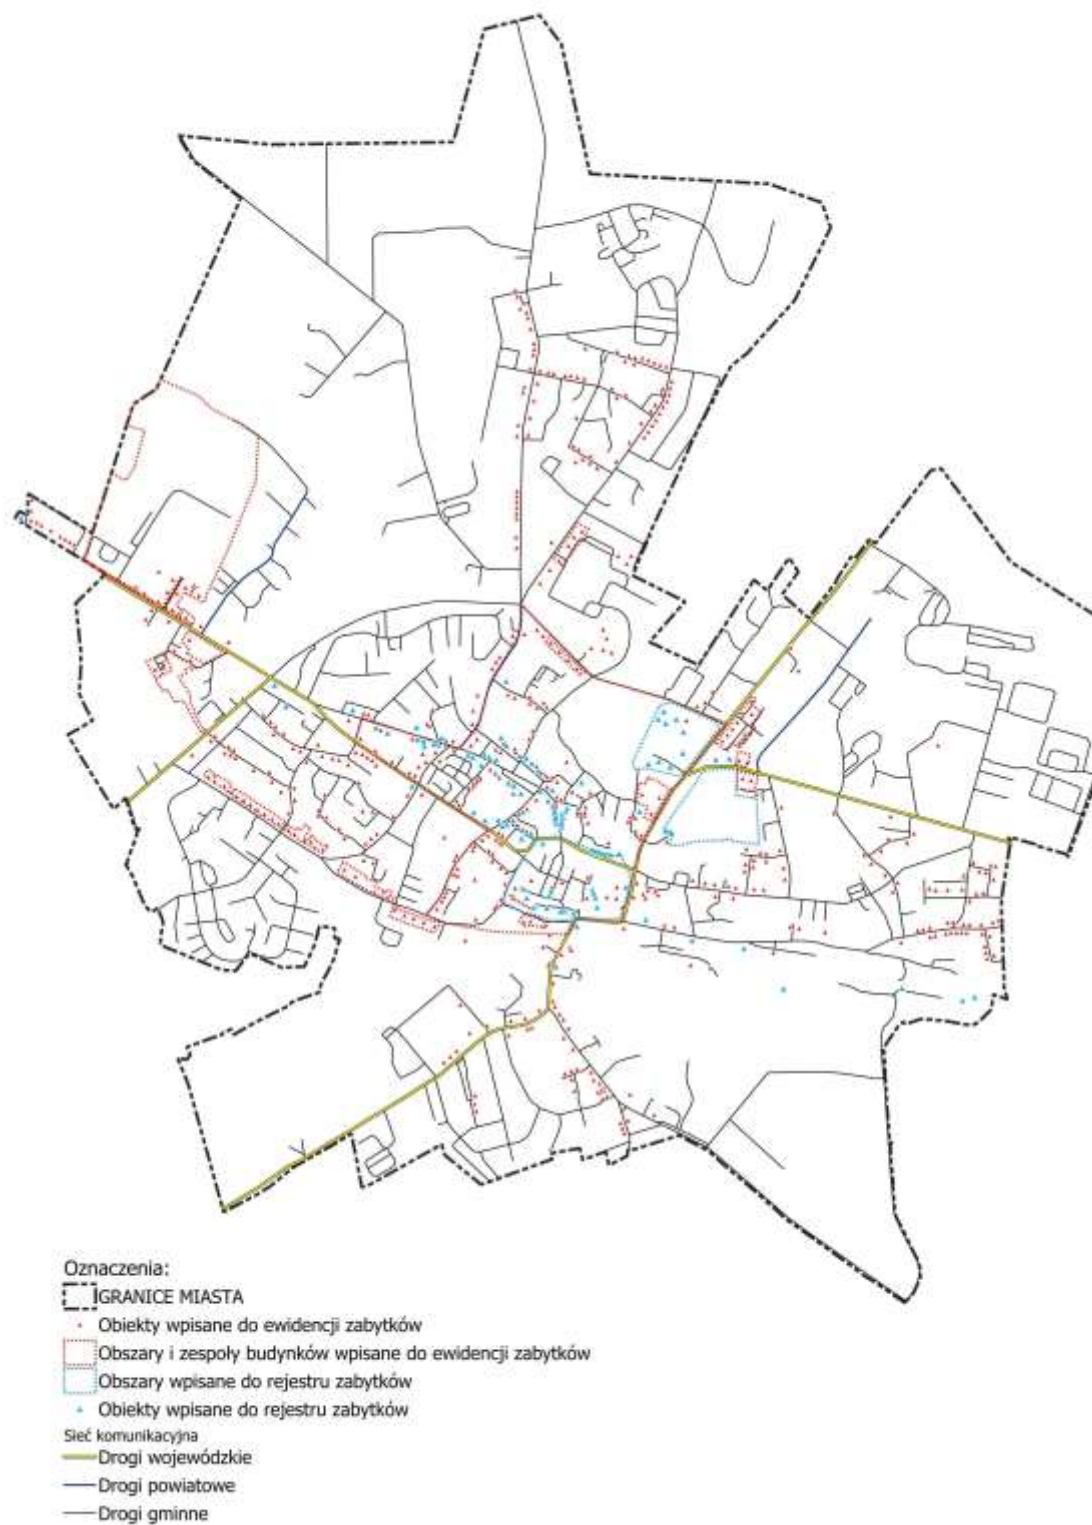 Oznaczenia:
GRANICE MIASTA
Obiekty wpisane do ewidencji zabytków
Obszary i zespoły budynków wpisane do ewidencji zabytków
Obszary wpisane do rejestru zabytków
Obiekty wpisane do rejestru zabytków
Sieć komunikacyjna
Drogi wojewódzkie
Drogi powiatowe
Drogi gminne